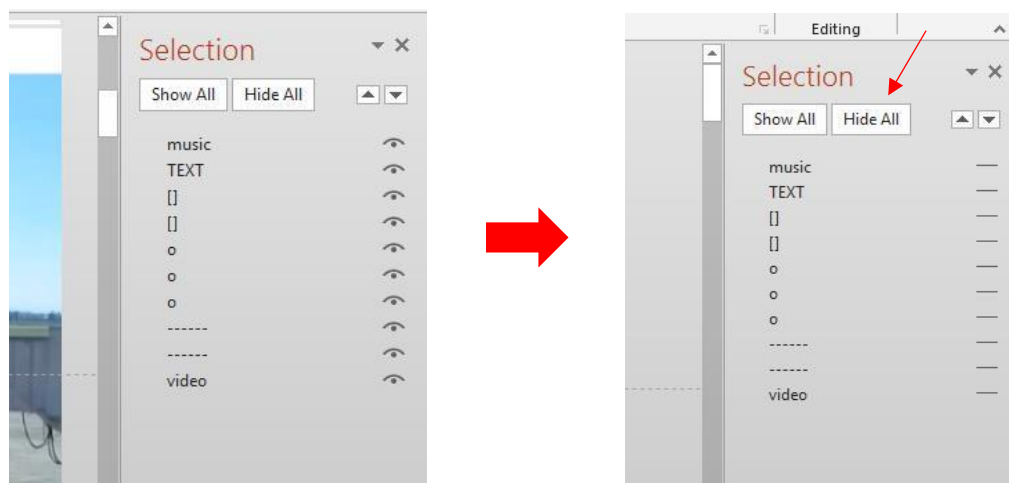 Selection
Show All Hide All
music
TEXT
[]
[]
o
o
o
------
------
video
Editing
Selection
Show All Hide All
music
TEXT
[]
[]
o
o
o
------
------
video